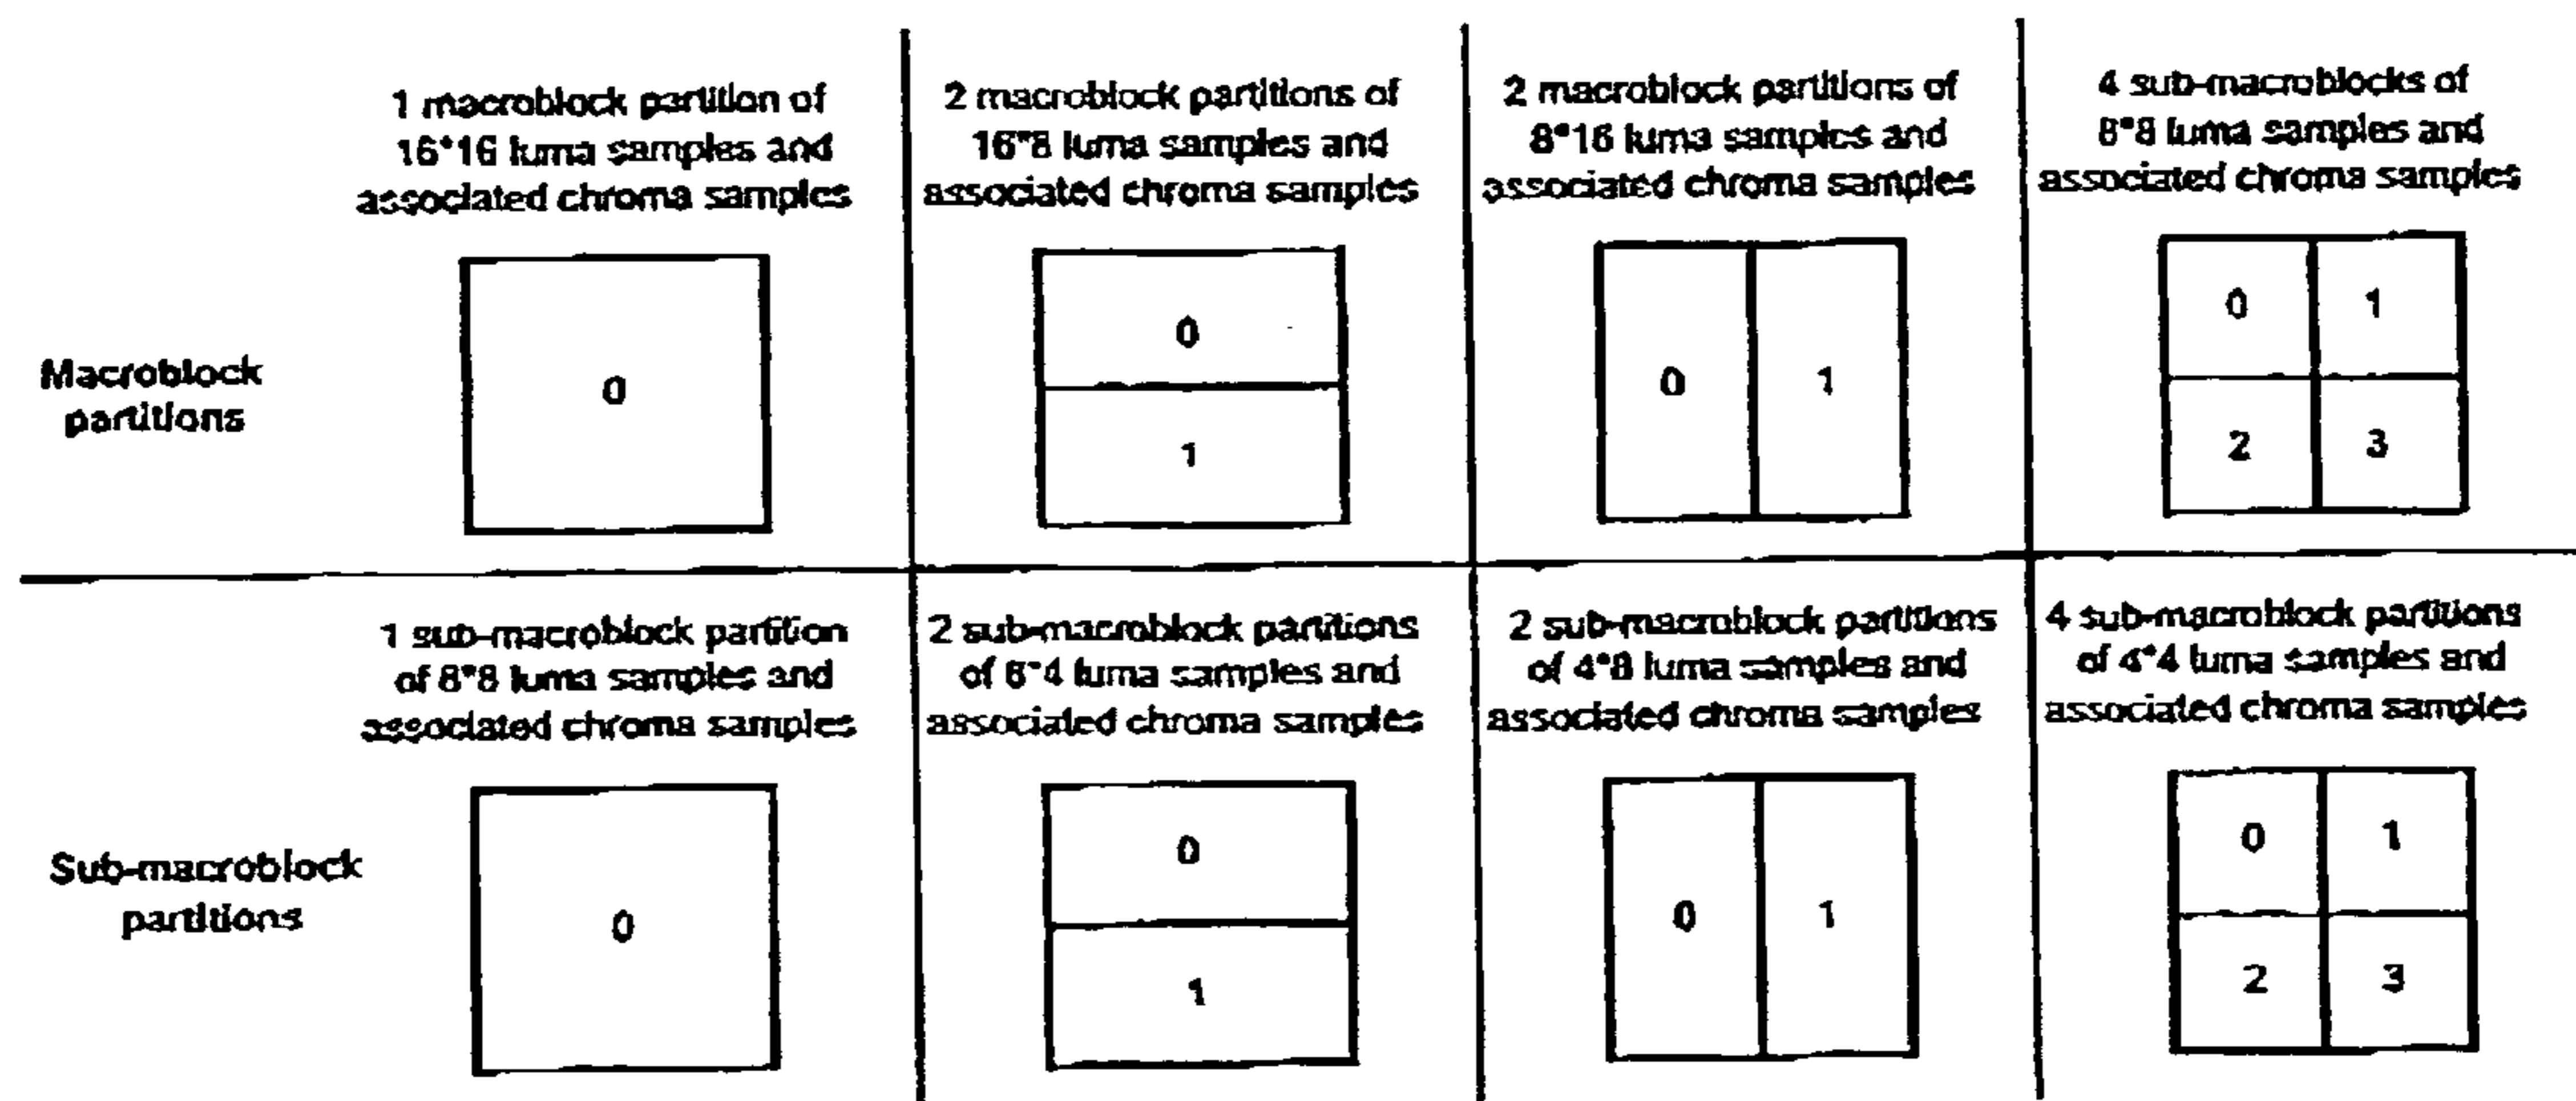 1 macroblock partition of
16*16 luma samples and
associated chroma samples
2 macroblock partitions of
16*8 luma samples and
associated chroma samples
2 macroblock partitions of
8*16 luma samples and
associated chroma samples
4 sub-macroblocks of
8*8 luma samples and
associated chroma samples
Macroblock
partitions
0
0
1
0 1
0 1
2 3
1 sub-macroblock partition
of 8*8 luma samples and
associated chroma samples
2 sub-macroblock partitions
of 8*4 luma samples and
associated chroma samples
2 sub-macroblock partitions
of 4*8 luma samples and
associated chroma samples
4 sub-macroblock partitions
of 4*4 luma samples and
associated chroma samples
Sub-macroblock
partitions
0
0
1
0 1
0 1
2 3